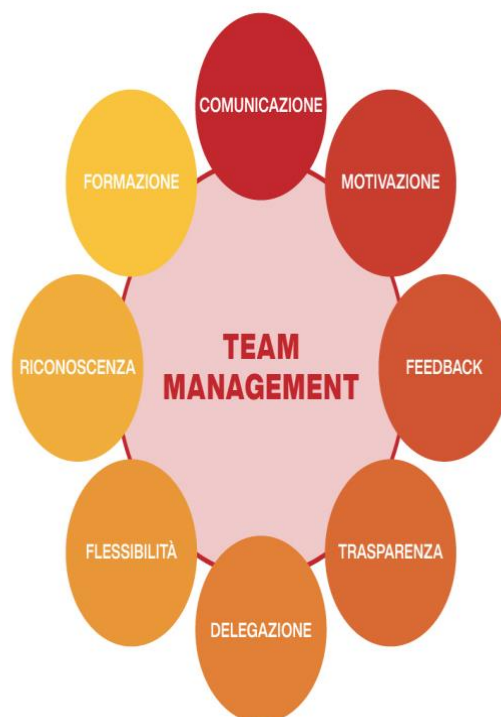 COMUNICAZIONE
MOTIVAZIONE
FEEDBACK
TRASPARENZA
DELEGAZIONE
FLESSIBILITÀ
RICONOSCENZA
FORMAZIONE
TEAM
MANAGEMENT